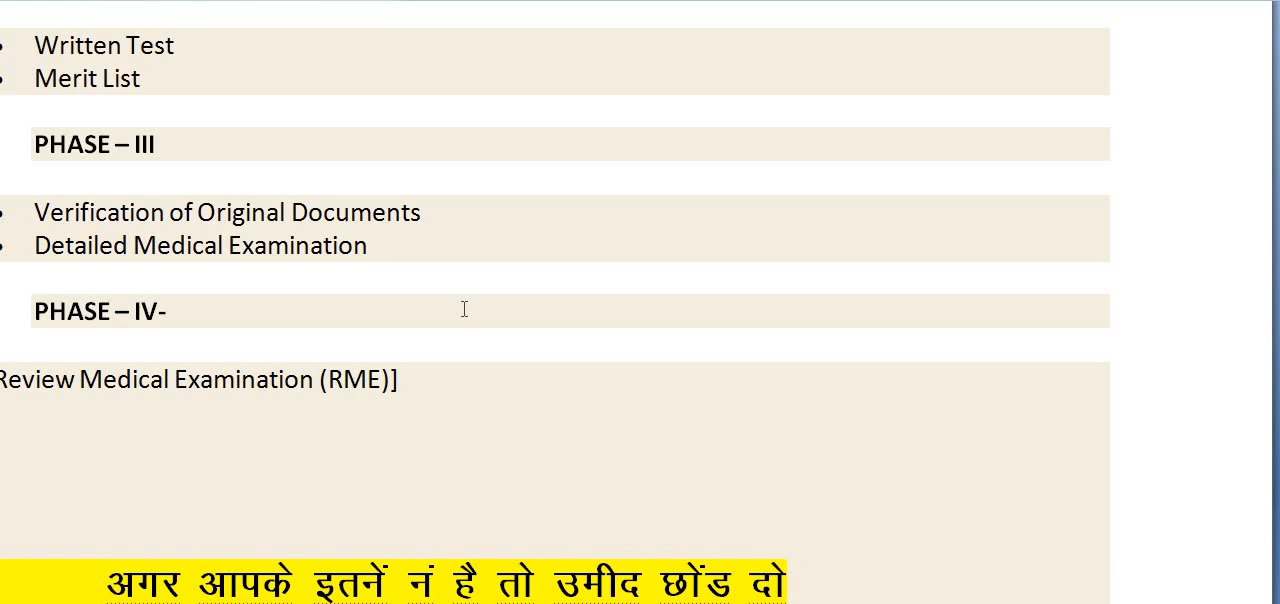 • Written Test
• Merit List
PHASE – III
• Verification of Original Documents
• Detailed Medical Examination
PHASE – IV-
Review Medical Examination (RME)]
अगर आपके इतनें नं है तो उमीद छोंड दो